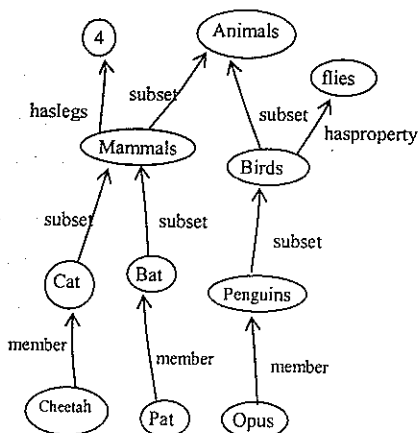 4
Animals
flies
subset
haslegs
subset
hasproperty
Mammals
Birds
subset
subset
subset
Cat
Bat
Penguins
member
member
member
Cheetah
Pat
Opus